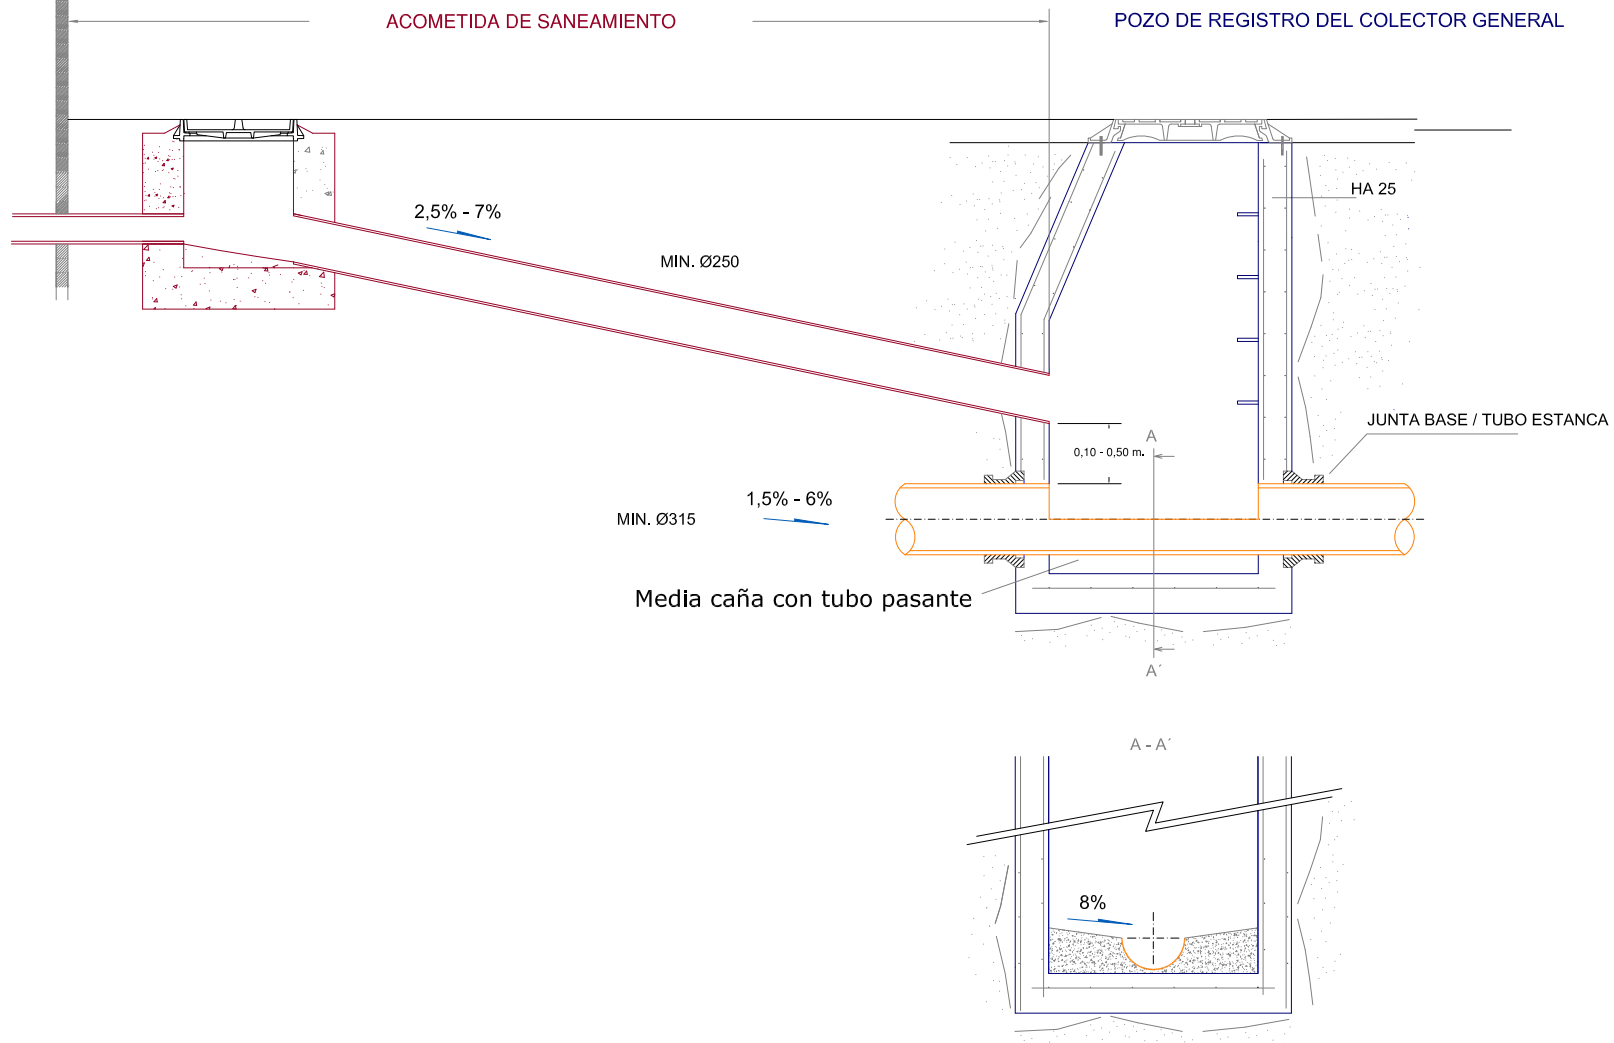 ACOMETIDA DE SANEAMIENTO
POZO DE REGISTRO DEL COLECTOR GENERAL
HA 25
2,5% - 7%
MIN. Ø250
JUNTA BASE / TUBO ESTANCA
A
0,10 - 0,50 m.
1,5% - 6%
MIN. Ø315
Media caña con tubo pasante
A´
A - A´
8%